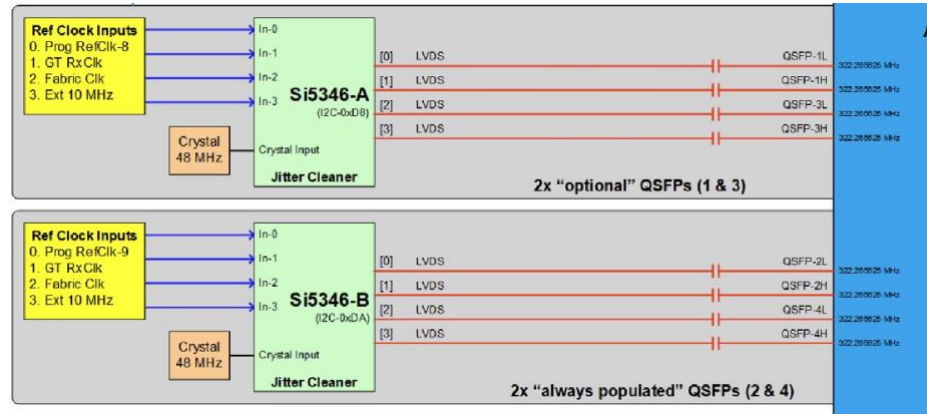 Ref Clock Inputs
0. Prog RefClk-8
1. GT RxClk
2. Fabric Clk
3. Ext 10 MHz
Crystal
48 MHz
In-0
In-1
In-2
In-3
Si5346-A
(I2C-0xD8)
Crystal Input
Jitter Cleaner
[0] LVDS QSFP-1L 322.265625 MHz
[1] LVDS QSFP-1H 322.265625 MHz
[2] LVDS QSFP-3L 322.265625 MHz
[3] LVDS QSFP-3H 322.265625 MHz
2x “optional” QSFPs (1 & 3)
Ref Clock Inputs
0. Prog RefClk-9
1. GT RxClk
2. Fabric Clk
3. Ext 10 MHz
Crystal
48 MHz
In-0
In-1
In-2
In-3
Si5346-B
(I2C-0xDA)
Crystal Input
Jitter Cleaner
[0] LVDS QSFP-2L 322.265625 MHz
[1] LVDS QSFP-2H 322.265625 MHz
[2] LVDS QSFP-4L 322.265625 MHz
[3] LVDS QSFP-4H 322.265625 MHz
2x “always populated” QSFPs (2 & 4)